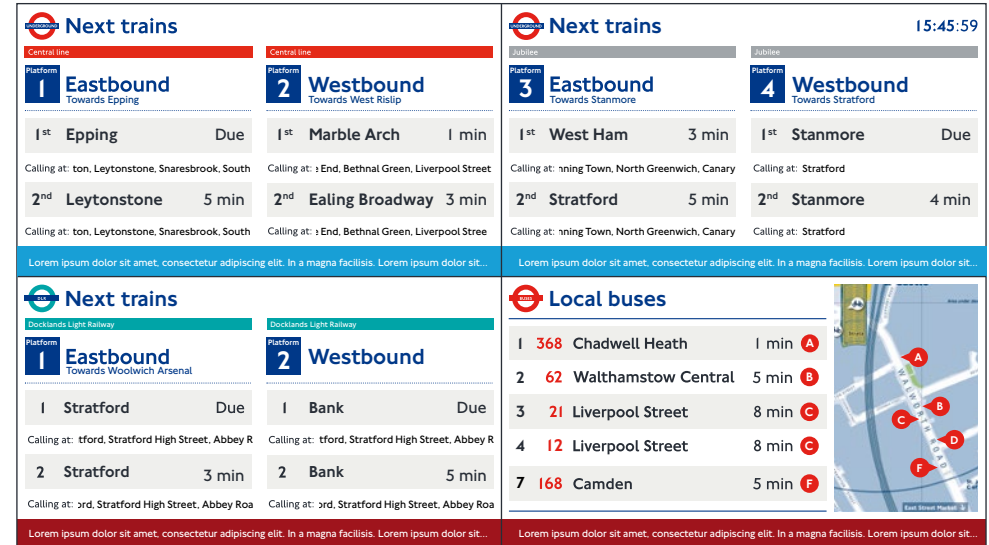 UNDERGROUND Next trains
Central line
Central line
Platform
1
Eastbound
Towards Epping
Platform
2
Westbound
Towards West Rislip
1st Epping Due
1st Marble Arch 1 min
Calling at: ton, Leytonstone, Snaresbrook, South
Calling at: End, Bethnal Green, Liverpool Street
2nd Leytonstone 5 min
2nd Ealing Broadway 3 min
Calling at: ton, Leytonstone, Snaresbrook, South
Calling at: End, Bethnal Green, Liverpool Stree
Lorem ipsum dolor sit amet, consectetur adipiscing elit. In a magna facilisis. Lorem ipsum dolor sit...
UNDERGROUND Next trains 15:45:59
Jubilee
Jubilee
Platform
3
Eastbound
Towards Stanmore
Platform
4
Westbound
Towards Stratford
1st West Ham 3 min
1st Stanmore Due
Calling at: nning Town, North Greenwich, Canary
Calling at: Stratford
2nd Stratford 5 min
2nd Stanmore 4 min
Calling at: nning Town, North Greenwich, Canary
Calling at: Stratford
Lorem ipsum dolor sit amet, consectetur adipiscing elit. In a magna facilisis. Lorem ipsum dolor sit...
DLR Next trains
Docklands Light Railway
Docklands Light Railway
Platform
1
Eastbound
Towards Woolwich Arsenal
Platform
2
Westbound
1 Stratford Due
1 Bank Due
Calling at: tford, Stratford High Street, Abbey R
Calling at: tford, Stratford High Street, Abbey R
2 Stratford 3 min
2 Bank 5 min
Calling at: ord, Stratford High Street, Abbey Roa
Calling at: rd, Stratford High Street, Abbey Roa
Lorem ipsum dolor sit amet, consectetur adipiscing elit. In a magna facilisis. Lorem ipsum dolor sit...
BUSES Local buses
1 368 Chadwell Heath 1 min A
2 62 Walthamstow Central 5 min B
3 21 Liverpool Street 8 min C
4 12 Liverpool Street 8 min C
7 168 Camden 5 min F
A
B
C
D
F
WALWORTH ROAD
East Street Market
Lorem ipsum dolor sit amet, consectetur adipiscing elit. In a magna facilisis. Lorem ipsum dolor sit...